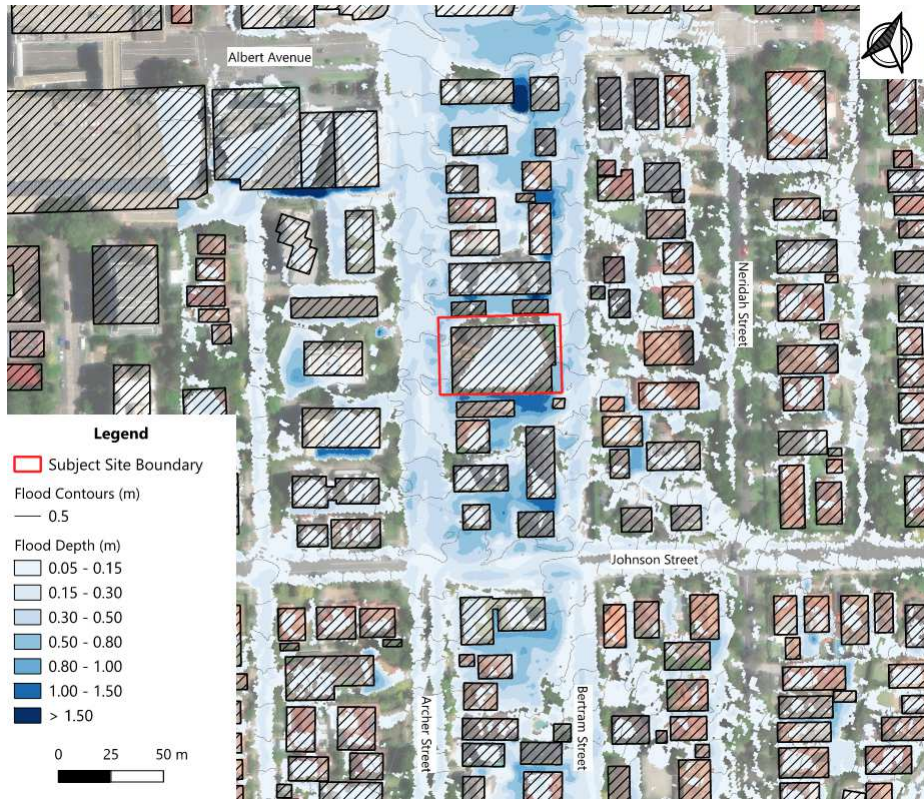 Albert Avenue
Neridah Street
Legend
Subject Site Boundary
Flood Contours (m)
0.5
Flood Depth (m)
0.05 - 0.15
0.15 - 0.30
0.30 - 0.50
0.50 - 0.80
0.80 - 1.00
1.00 - 1.50
> 1.50
0 25 50 m
Johnson Street
Archer Street
Bertram Street